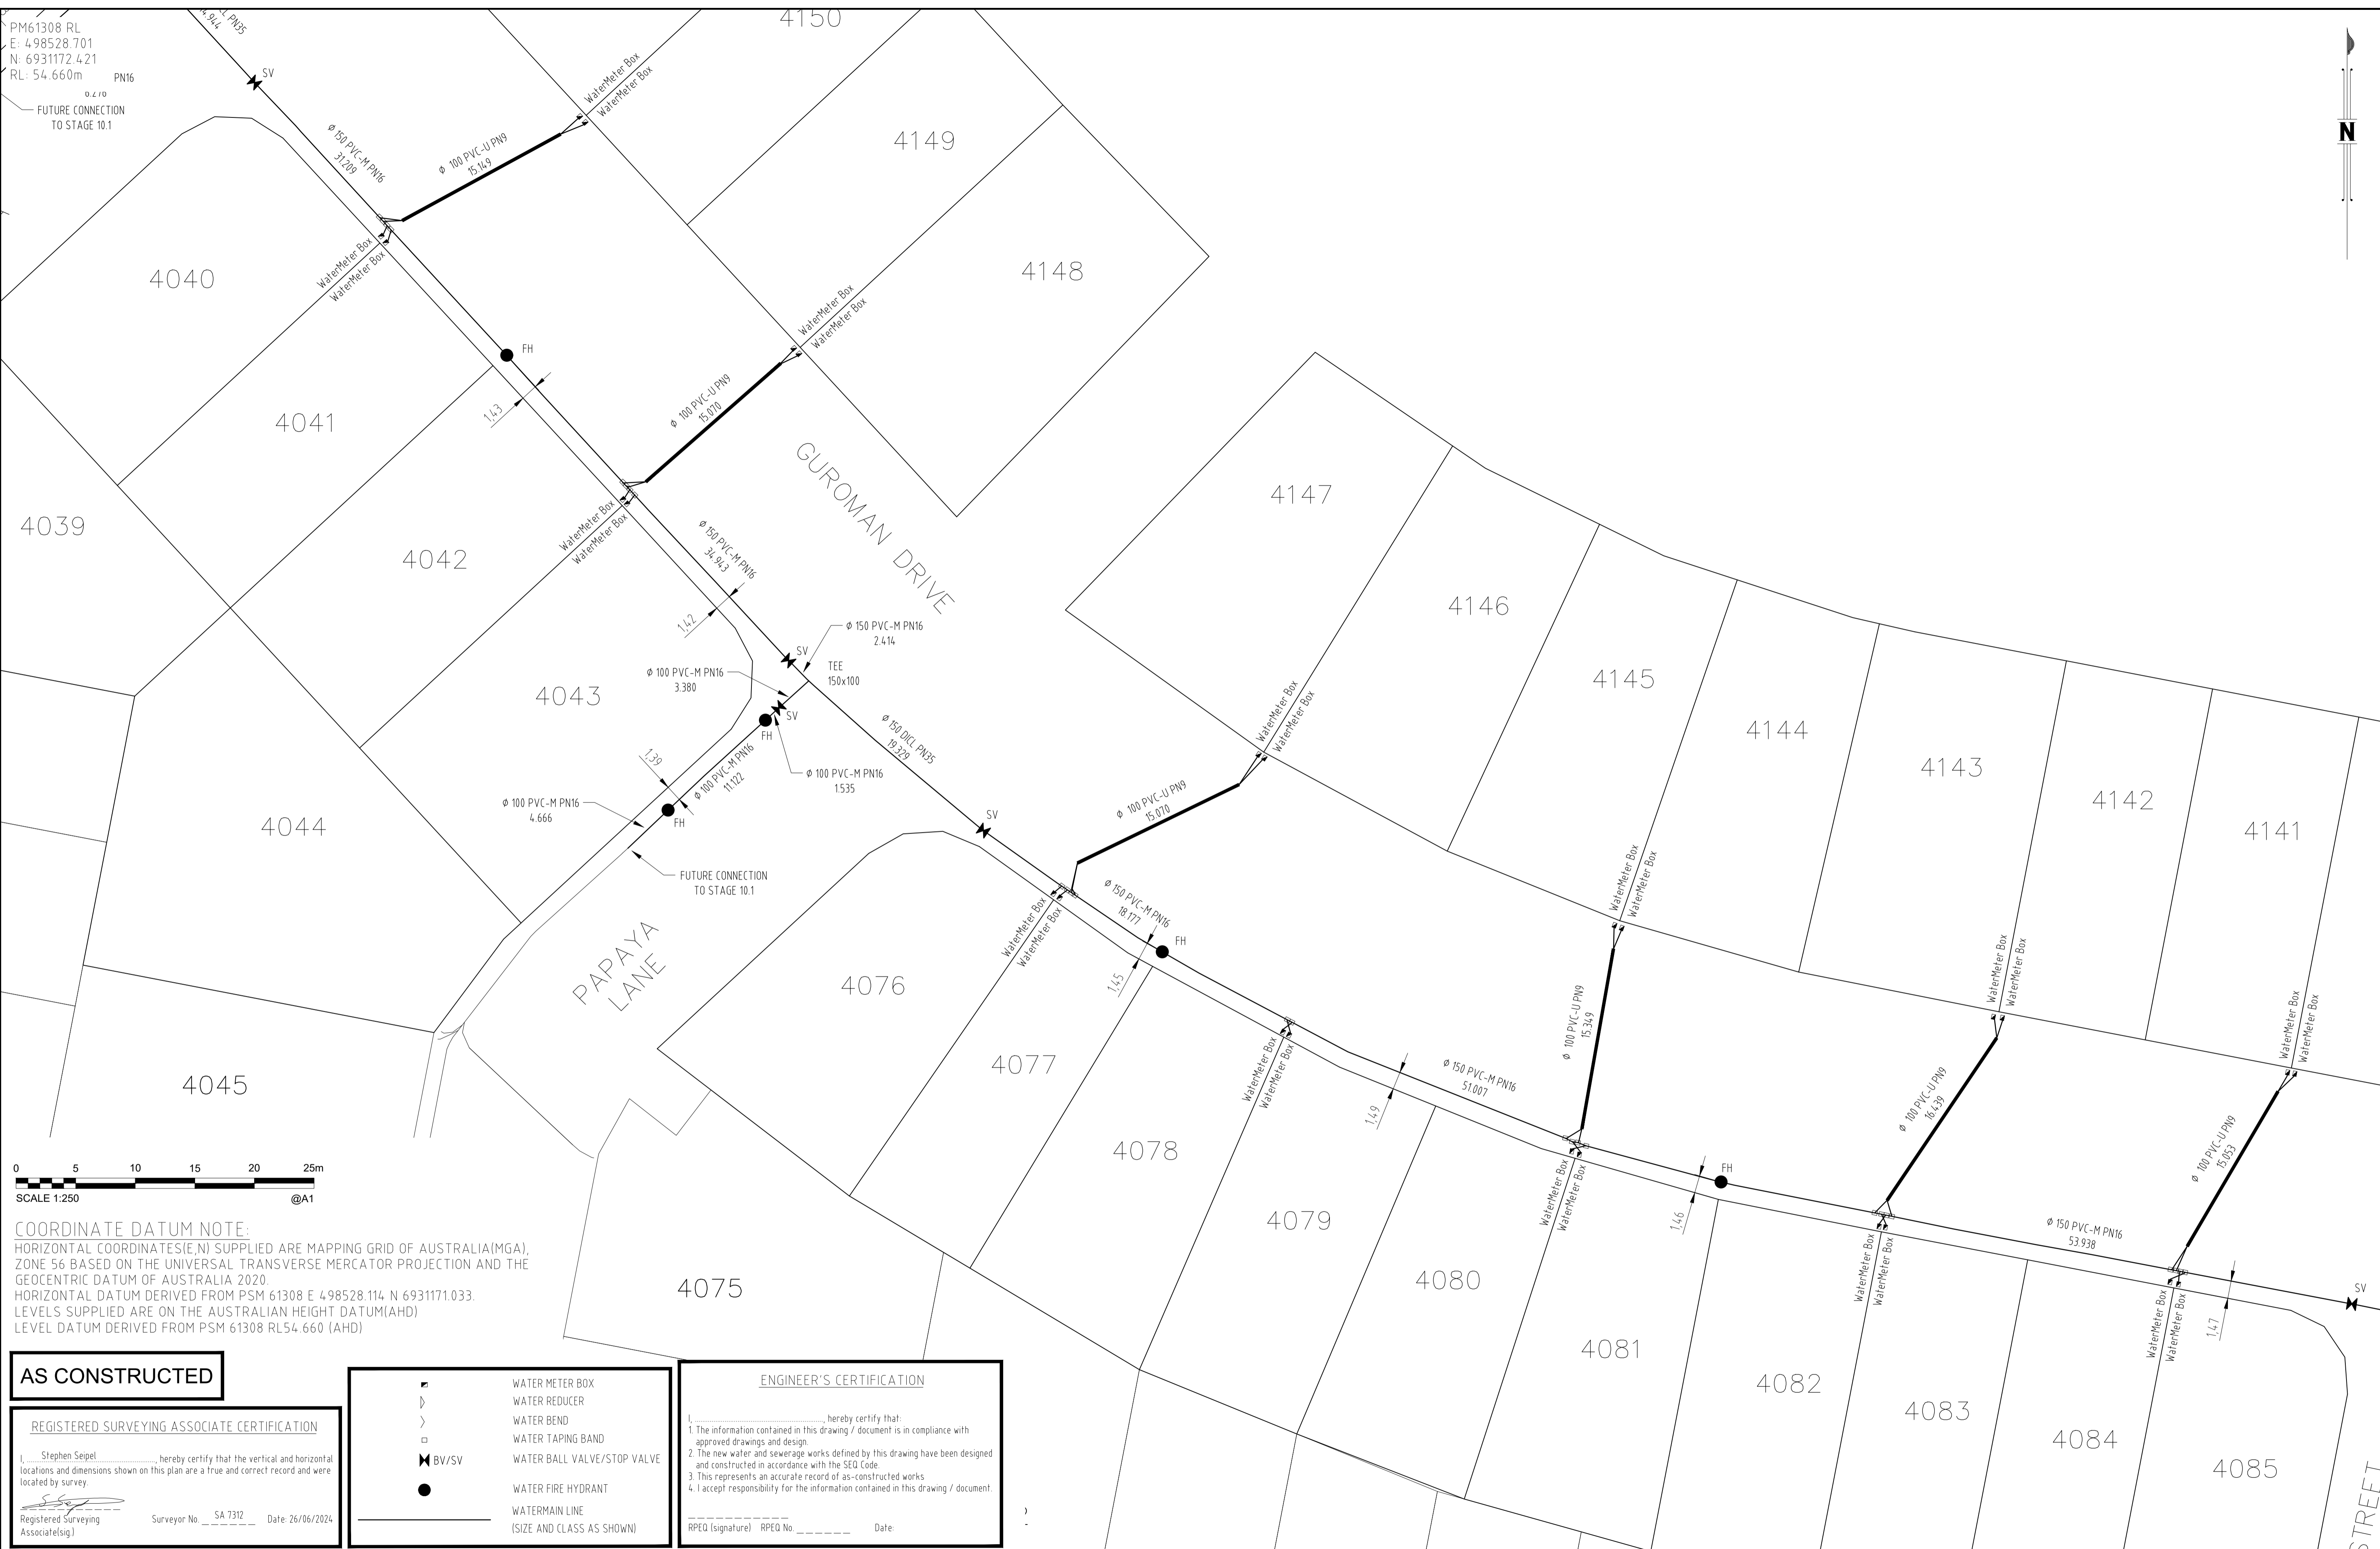 PM61308 RL
E: 498528.701
N: 6931172.421
RL: 54.660m
PN16
FUTURE CONNECTION
TO STAGE 10.1
PN35
SV
4150
WaterMeter Box
WaterMeter Box
Ø 150 PVC-M PN16
31.209
Ø 100 PVC-U PN9
15.149
4149
N
4148
4040
WaterMeter Box
WaterMeter Box
WaterMeter Box
WaterMeter Box
FH
1.43
Ø 100 PVC-U PN9
15.070
4041
4039
4042
WaterMeter Box
WaterMeter Box
GUROMAN DRIVE
4147
Ø 150 PVC-M PN16
34.943
1.42
4146
Ø 150 PVC-M PN16
2.414
SV
TEE
150x100
Ø 100 PVC-M PN16
3.380
4043
SV
FH
4145
WaterMeter Box
WaterMeter Box
4144
Ø 150 DICL PN35
19.329
1.39
Ø 100 PVC-M PN16
11.122
Ø 100 PVC-M PN16
1.535
4143
Ø 100 PVC-M PN16
4.666
FH
4142
SV
Ø 100 PVC-U PN9
15.070
4044
4141
FUTURE CONNECTION
TO STAGE 10.1
WaterMeter Box
WaterMeter Box
Ø 150 PVC-M PN16
18.177
WaterMeter Box
WaterMeter Box
FH
1.45
PAPAYA
LANE
4076
WaterMeter Box
WaterMeter Box
Ø 100 PVC-U PN9
15.349
WaterMeter Box
WaterMeter Box
4045
4077
WaterMeter Box
WaterMeter Box
Ø 150 PVC-M PN16
51.007
1.49
Ø 100 PVC-U PN9
16.439
4078
Ø 100 PVC-U PN9
15.053
FH
WaterMeter Box
WaterMeter Box
1.46
4079
Ø 150 PVC-M PN16
53.938
WaterMeter Box
WaterMeter Box
4080
SV
4075
WaterMeter Box
WaterMeter Box
1.47
4081
4082
4083
4084
4085
STREET
0 5 10 15 20 25m
SCALE 1:250 @A1
COORDINATE DATUM NOTE:
HORIZONTAL COORDINATES(E,N) SUPPLIED ARE MAPPING GRID OF AUSTRALIA(MGA),
ZONE 56 BASED ON THE UNIVERSAL TRANSVERSE MERCATOR PROJECTION AND THE
GEOCENTRIC DATUM OF AUSTRALIA 2020.
HORIZONTAL DATUM DERIVED FROM PSM 61308 E 498528.114 N 6931171.033.
LEVELS SUPPLIED ARE ON THE AUSTRALIAN HEIGHT DATUM(AHD)
LEVEL DATUM DERIVED FROM PSM 61308 RL54.660 (AHD)
AS CONSTRUCTED
REGISTERED SURVEYING ASSOCIATE CERTIFICATION
I, Stephen Seipel, hereby certify that the vertical and horizontal
locations and dimensions shown on this plan are a true and correct record and were
located by survey.
Registered Surveying Surveyor No. SA 7312 Date: 26/06/2024
Associate(sig.)
WATER METER BOX
WATER REDUCER
WATER BEND
WATER TAPING BAND
BV/SV WATER BALL VALVE/STOP VALVE
WATER FIRE HYDRANT
WATERMAIN LINE
(SIZE AND CLASS AS SHOWN)
ENGINEER'S CERTIFICATION
I, ..............................., hereby certify that:
1. The information contained in this drawing / document is in compliance with
approved drawings and design.
2. The new water and sewerage works defined by this drawing have been designed
and constructed in accordance with the SEQ Code.
3. This represents an accurate record of as-constructed works
4. I accept responsibility for the information contained in this drawing / document.
RPEQ (signature) RPEQ No. Date: